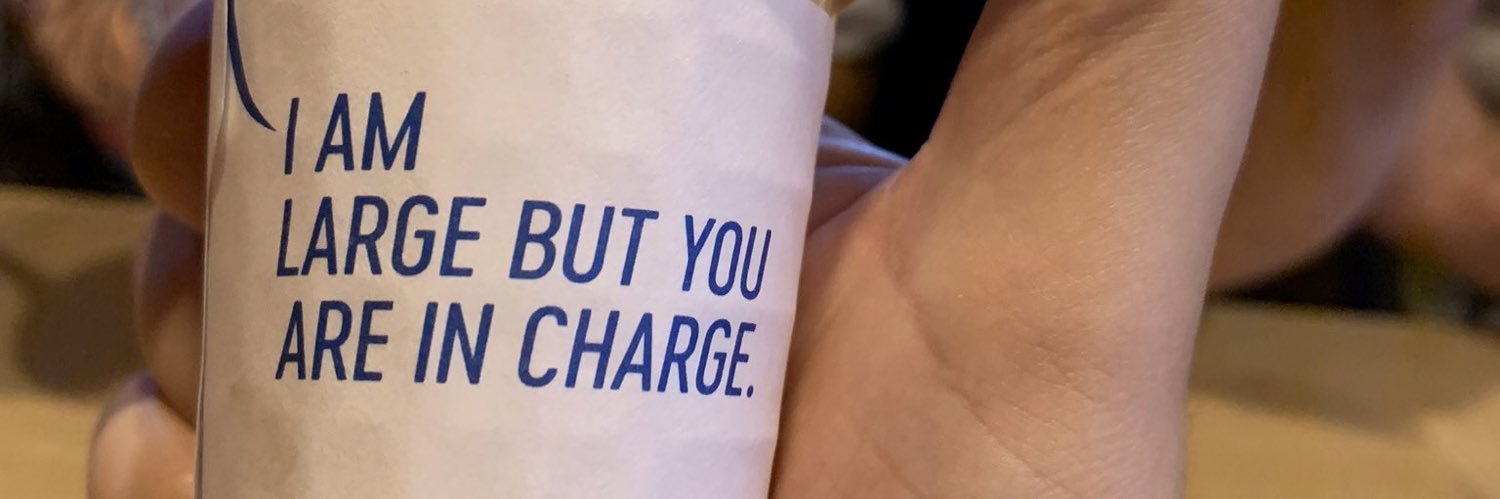 I AM
LARGE BUT YOU
ARE IN CHARGE.